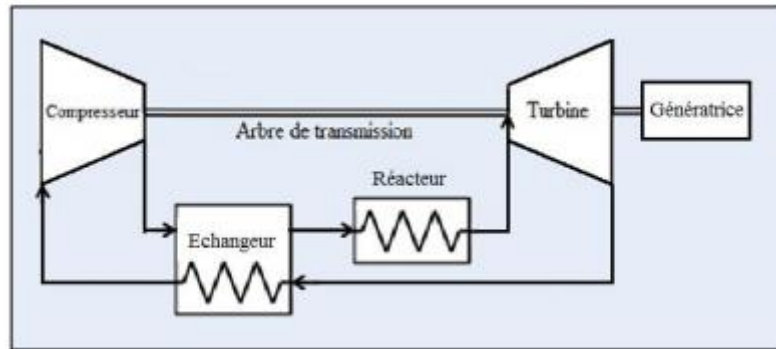 Compresseur
Arbre de transmission
Turbine
Génératrice
Réacteur
Echangeur